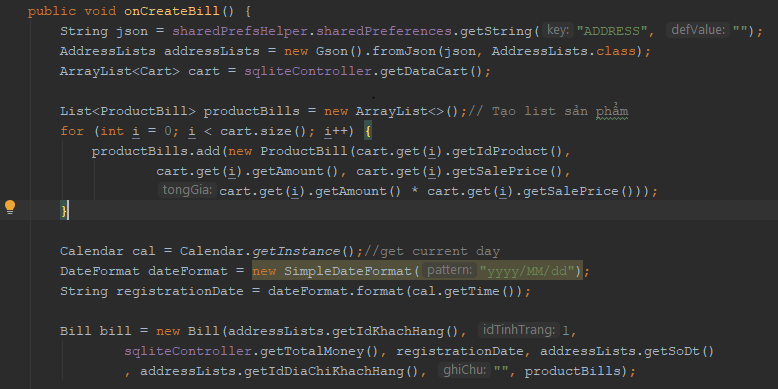 public void onCreateBill() {
String json = sharedPrefsHelper.sharedPreferences.getString( key: "ADDRESS", defValue: "");
AddressLists addressLists = new Gson().fromJson(json, AddressLists.class);
ArrayList<Cart> cart = sqliteController.getDataCart();
List<ProductBill> productBills = new ArrayList<>();// Tạo list sản phẩm
for (int i = 0; i < cart.size(); i++) {
productBills.add(new ProductBill(cart.get(i).getIdProduct(),
cart.get(i).getAmount(), cart.get(i).getSalePrice(),
tongGia: cart.get(i).getAmount() * cart.get(i).getSalePrice()));
}
Calendar cal = Calendar.getInstance();//get current day
DateFormat dateFormat = new SimpleDateFormat( pattern: "yyyy/MM/dd");
String registrationDate = dateFormat.format(cal.getTime());
Bill bill = new Bill(addressLists.getIdKhachHang(), idTinhTrang: 1,
sqliteController.getTotalMoney(), registrationDate, addressLists.getSoDt()
, addressLists.getIdDiaChiKhachHang(), ghiChu: "", productBills);